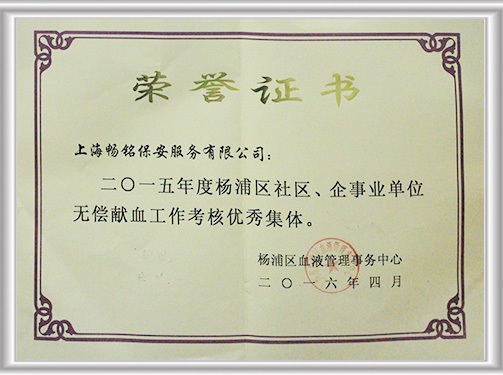 荣誉证书
上海畅铭保安服务有限公司：
二〇一五年度杨浦区社区、企事业单位
无偿献血工作考核优秀集体。
杨浦区血液管理事务中心
二〇一六年四月